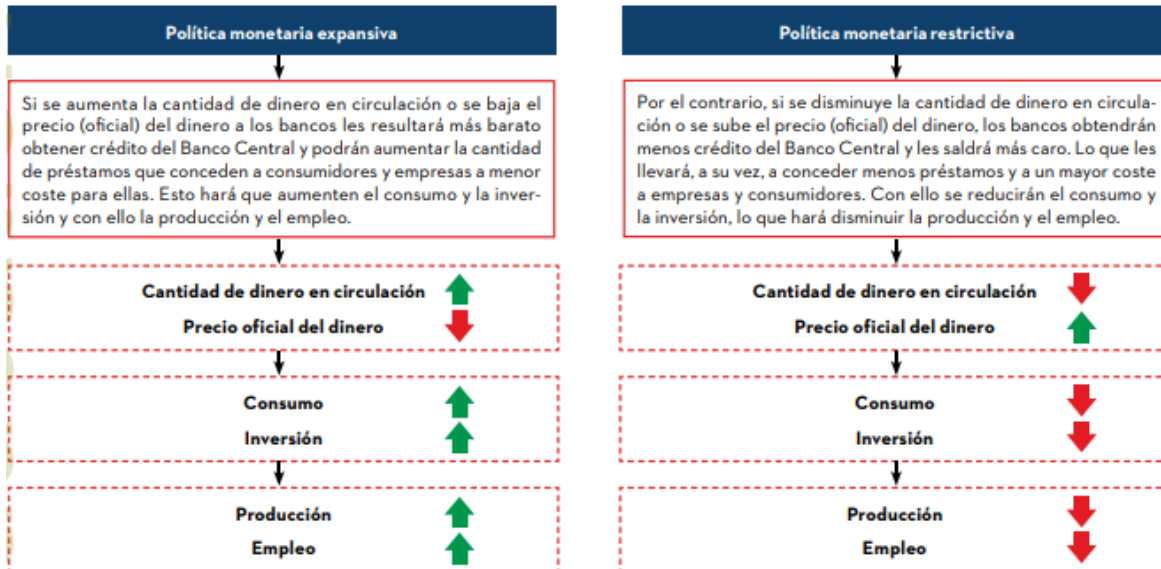 Política monetaria expansiva
Si se aumenta la cantidad de dinero en circulación o se baja el
precio (oficial) del dinero a los bancos les resultará más barato
obtener crédito del Banco Central y podrán aumentar la cantidad
de préstamos que conceden a consumidores y empresas a menor
coste para ellas. Esto hará que aumenten el consumo y la inver-
sión y con ello la producción y el empleo.
Cantidad de dinero en circulación
Precio oficial del dinero
Consumo
Inversión
Producción
Empleo
Política monetaria restrictiva
Por el contrario, si se disminuye la cantidad de dinero en circula-
ción o se sube el precio (oficial) del dinero, los bancos obtendrán
menos crédito del Banco Central y les saldrá más caro. Lo que les
llevará, a su vez, a conceder menos préstamos y a un mayor coste
a empresas y consumidores. Con ello se reducirán el consumo y
la inversión, lo que hará disminuir la producción y el empleo.
Cantidad de dinero en circulación
Precio oficial del dinero
Consumo
Inversión
Producción
Empleo